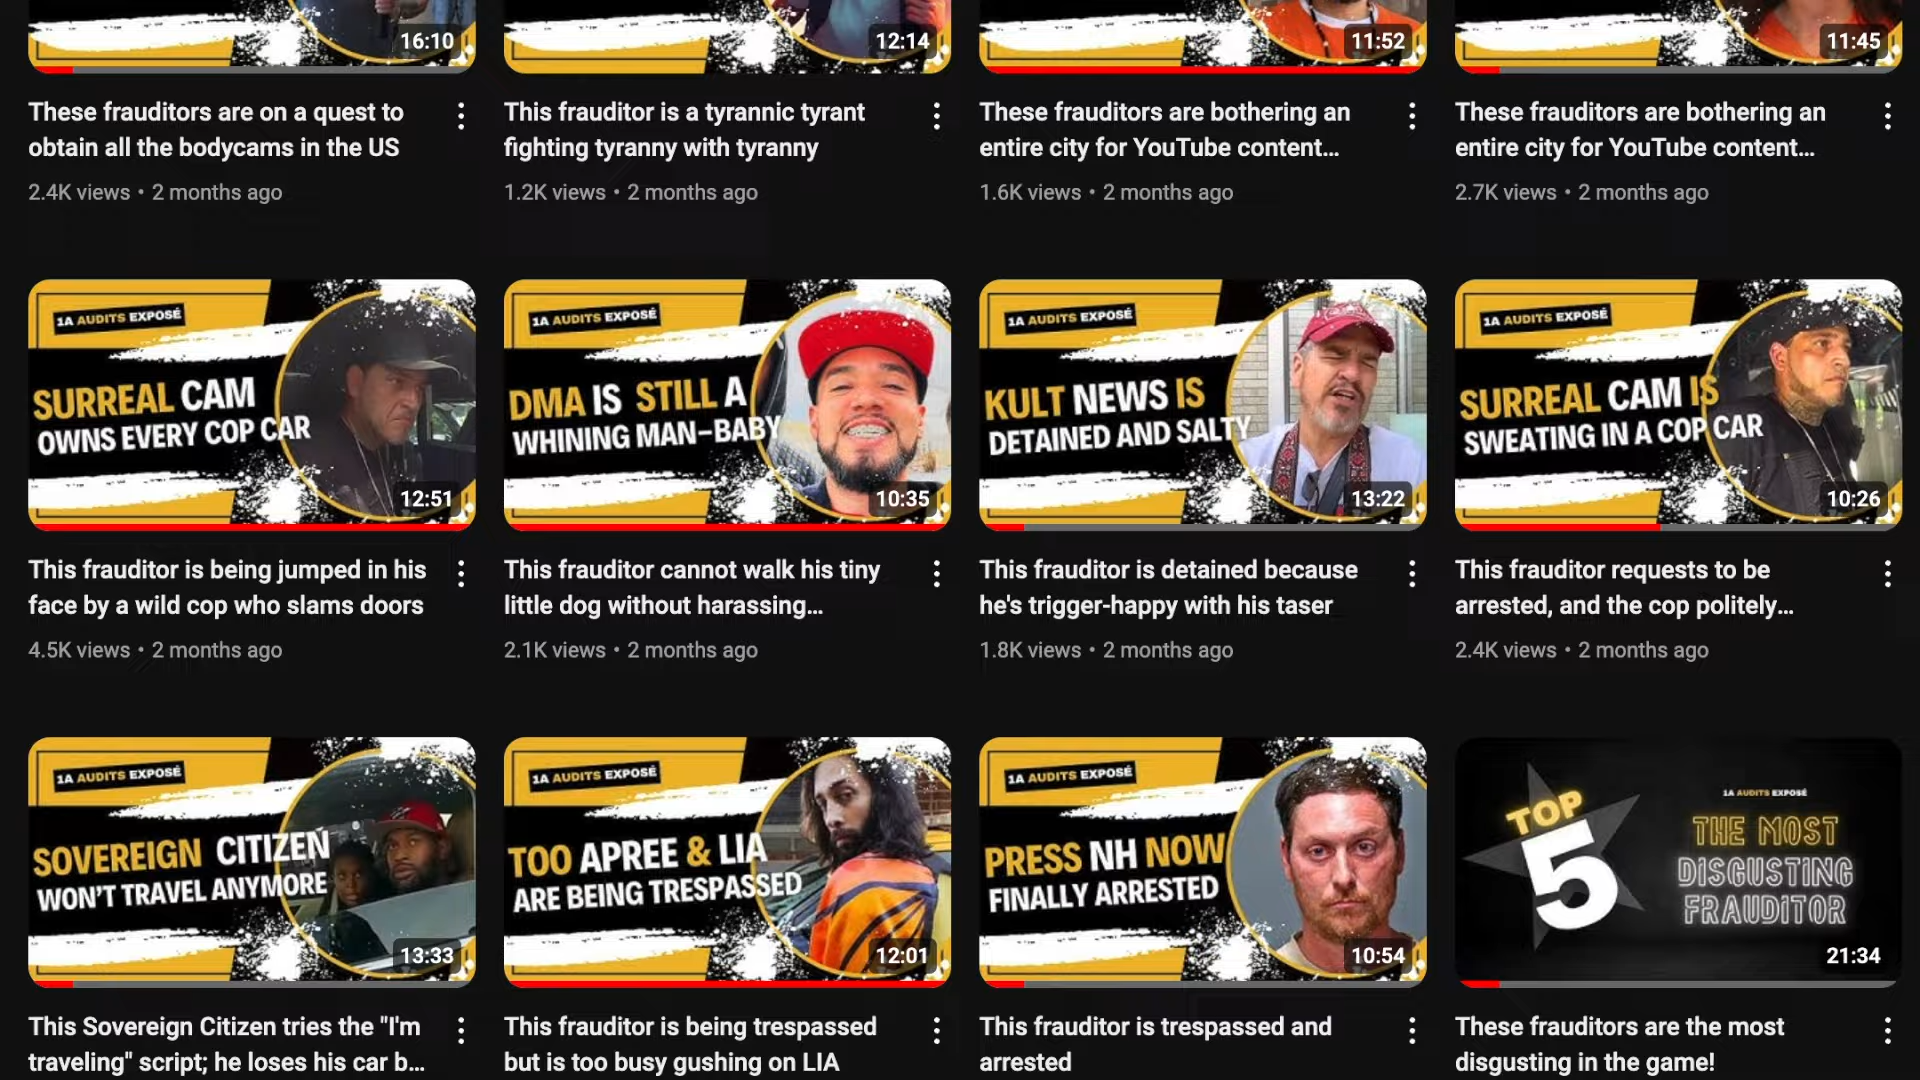 16:10
12:14
11:52
11:45
These frauditors are on a quest to
obtain all the bodycams in the US
2.4K views • 2 months ago
This frauditor is a tyrannic tyrant
fighting tyranny with tyranny
1.2K views • 2 months ago
These frauditors are bothering an
entire city for YouTube content...
1.6K views • 2 months ago
These frauditors are bothering an
entire city for YouTube content...
2.7K views • 2 months ago
1A AUDITS EXPOSÉ
SURREAL CAM
OWNS EVERY COP CAR
12:51
1A AUDITS EXPOSÉ
DMA IS STILL A
WHINING MAN-BABY
10:35
1A AUDITS EXPOSÉ
KULT NEWS IS
DETAINED AND SALTY
13:22
1A AUDITS EXPOSÉ
SURREAL CAM IS
SWEATING IN A COP CAR
10:26
This frauditor is being jumped in his
face by a wild cop who slams doors
4.5K views • 2 months ago
This frauditor cannot walk his tiny
little dog without harassing...
2.1K views • 2 months ago
This frauditor is detained because
he's trigger-happy with his taser
1.8K views • 2 months ago
This frauditor requests to be
arrested, and the cop politely...
2.4K views • 2 months ago
1A AUDITS EXPOSÉ
SOVEREIGN CITIZEN
WON'T TRAVEL ANYMORE
13:33
1A AUDITS EXPOSÉ
TOO APREE & LIA
ARE BEING TRESPASSED
12:01
1A AUDITS EXPOSÉ
PRESS NH NOW
FINALLY ARRESTED
10:54
TOP
5
1A AUDITS EXPOSÉ
THE MOST
DISGUSTING
FRAUDITOR
21:34
This Sovereign Citizen tries the "I'm
traveling" script; he loses his car b...
This frauditor is being trespassed
but is too busy gushing on LIA
This frauditor is trespassed and
arrested
These frauditors are the most
disgusting in the game!